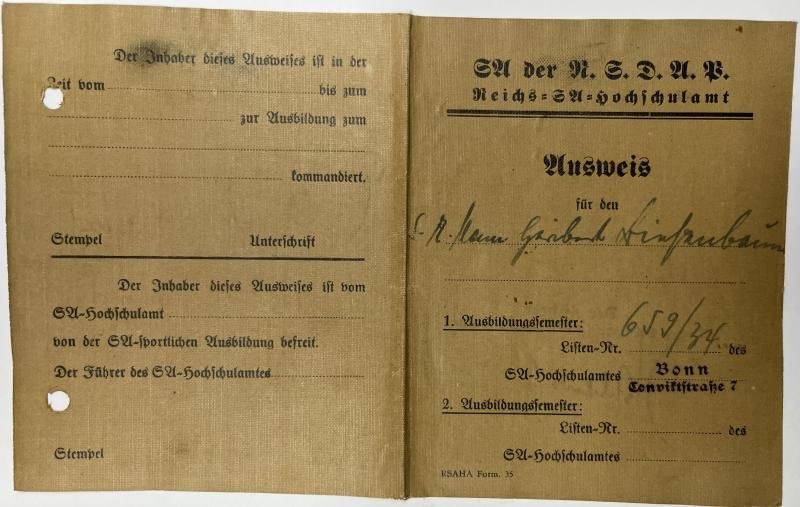 Der Inhaber dieses Ausweises ist in der
Zeit vom bis zum
zur Ausbildung zum
kommandiert.
Stempel Unterschrift
Der Inhaber dieses Ausweises ist vom
SA-Hochschulamt
von der SA-sportlichen Ausbildung befreit.
Der Führer des SA-Hochschulamtes
Stempel
SA der N. S. D. A. P.
Reichs=SA=Hochschulamt
Ausweis
für den
Mann
1. Ausbildungssemester:
Listen-Nr. 659/34. des
SA-Hochschulamtes Bonn
Conviktstraße 7
2. Ausbildungssemester:
Listen-Nr. des
SA-Hochschulamtes
RSAHA Form. 35